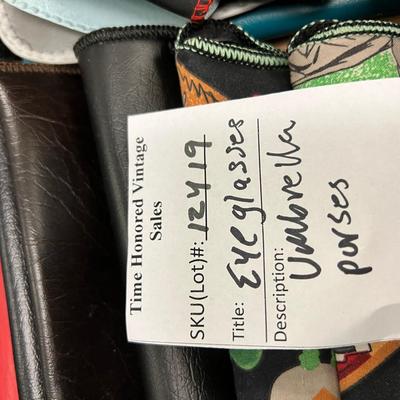 Time Honored Vintage
Sales
SKU(Lot)#: 12419
Title: Eyeglasses
Description:
Umbrella
purses